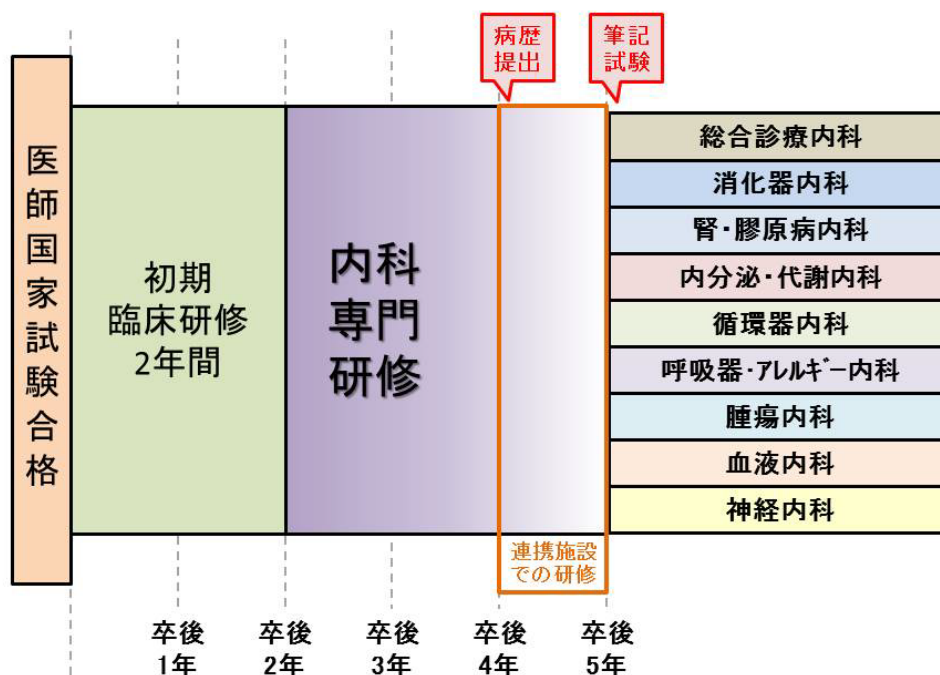 病歴
提出
筆記
試験
医師国家試験合格
初期
臨床研修
2年間
内科
専門
研修
総合診療内科
消化器内科
腎・膠原病内科
内分泌・代謝内科
循環器内科
呼吸器・アレルギー内科
腫瘍内科
血液内科
神経内科
連携施設
での研修
卒後
1年
卒後
2年
卒後
3年
卒後
4年
卒後
5年